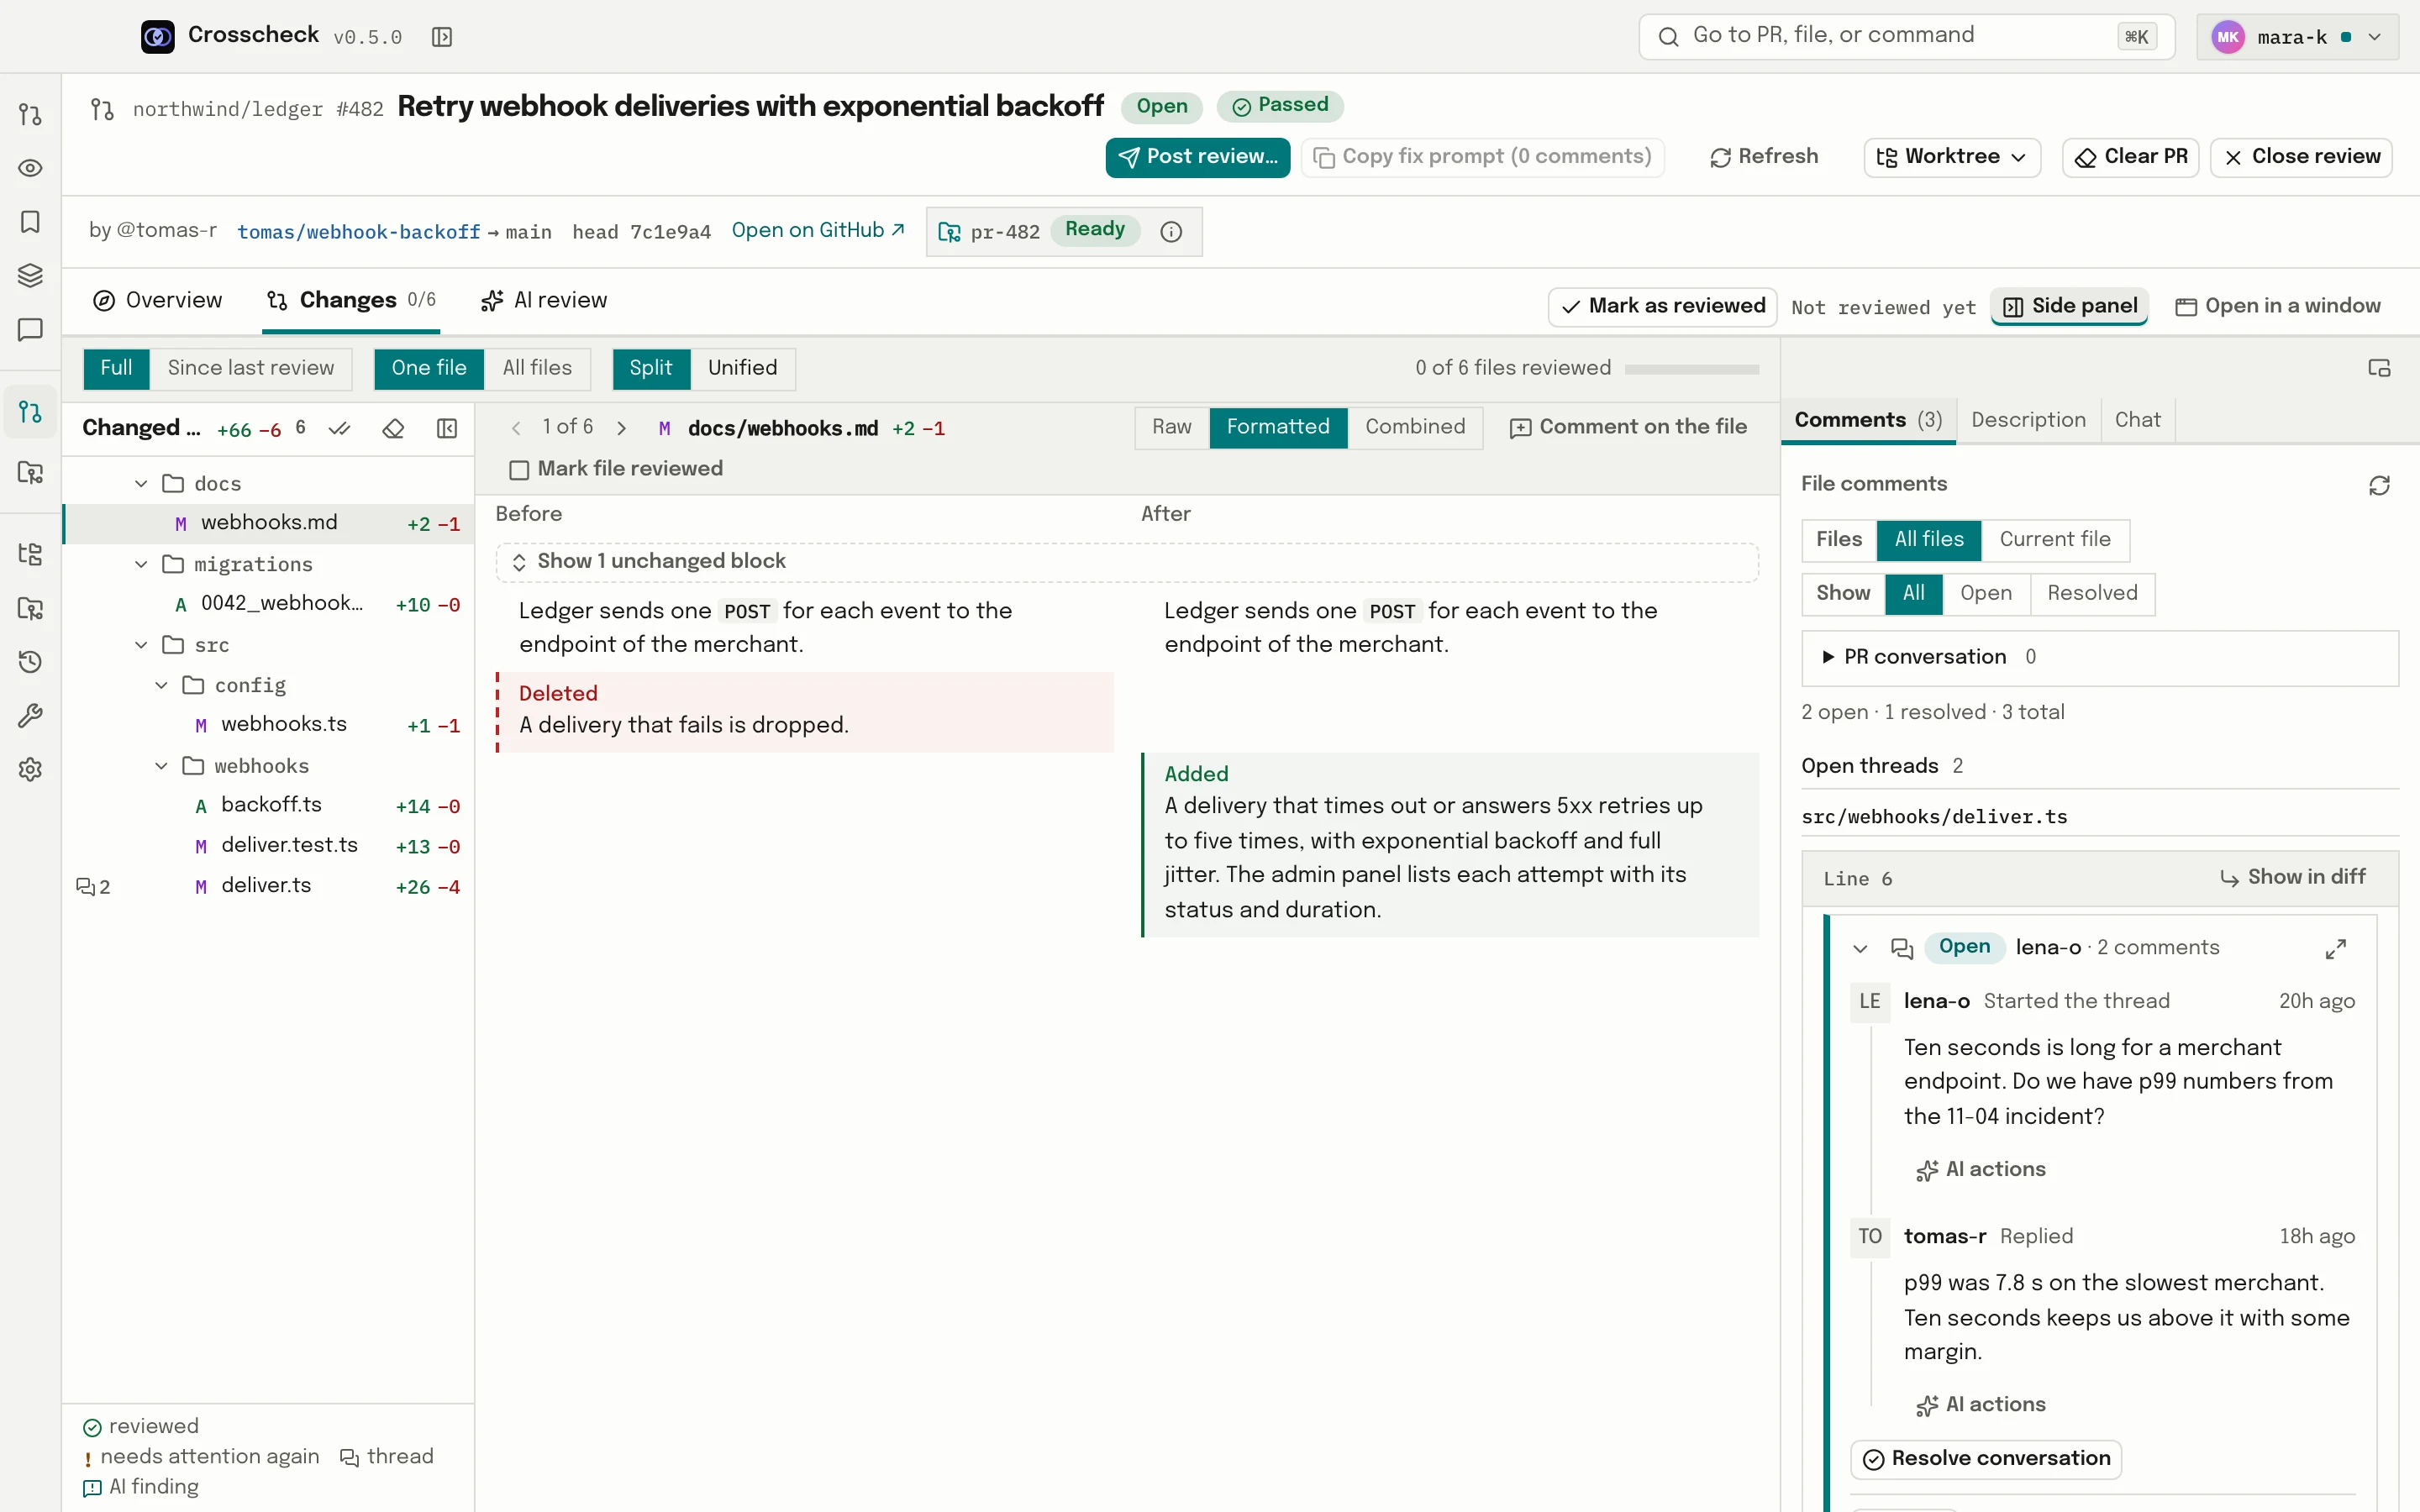 Crosscheck v0.5.0
Go to PR, file, or command ⌘K
MK mara-k
northwind/ledger #482 Retry webhook deliveries with exponential backoff Open Passed
Post review... Copy fix prompt (0 comments) Refresh Worktree Clear PR Close review
by @tomas-r tomas/webhook-backoff → main head 7c1e9a4 Open on GitHub ↗ pr-482 Ready
Overview Changes 0/6 AI review
Mark as reviewed Not reviewed yet Side panel Open in a window
Full Since last review One file All files Split Unified 0 of 6 files reviewed
Changed ... +66 −6 6
docs
M webhooks.md +2 −1
migrations
A 0042_webhook... +10 −0
src
config
M webhooks.ts +1 −1
webhooks
A backoff.ts +14 −0
M deliver.test.ts +13 −0
2 M deliver.ts +26 −4
reviewed
! needs attention again thread
AI finding
1 of 6 M docs/webhooks.md +2 −1 Raw Formatted Combined Comment on the file
Mark file reviewed
Before After
Show 1 unchanged block
Ledger sends one POST for each event to the
endpoint of the merchant.
Deleted
A delivery that fails is dropped.
Ledger sends one POST for each event to the
endpoint of the merchant.
Added
A delivery that times out or answers 5xx retries up
to five times, with exponential backoff and full
jitter. The admin panel lists each attempt with its
status and duration.
Comments (3) Description Chat
File comments
Files All files Current file
Show All Open Resolved
PR conversation 0
2 open · 1 resolved · 3 total
Open threads 2
src/webhooks/deliver.ts
Line 6 Show in diff
Open lena-o · 2 comments
LE lena-o Started the thread 20h ago
Ten seconds is long for a merchant
endpoint. Do we have p99 numbers from
the 11-04 incident?
AI actions
TO tomas-r Replied 18h ago
p99 was 7.8 s on the slowest merchant.
Ten seconds keeps us above it with some
margin.
AI actions
Resolve conversation